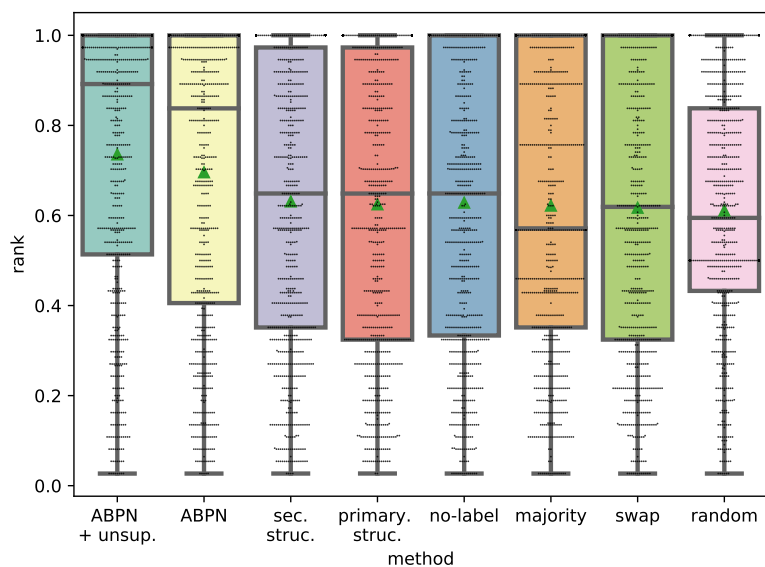 1.0
0.8
0.6
0.4
0.2
0.0
rank
ABPN
+ unsup.
ABPN
sec.
struc.
primary.
struc.
no-label
majority
swap
random
method